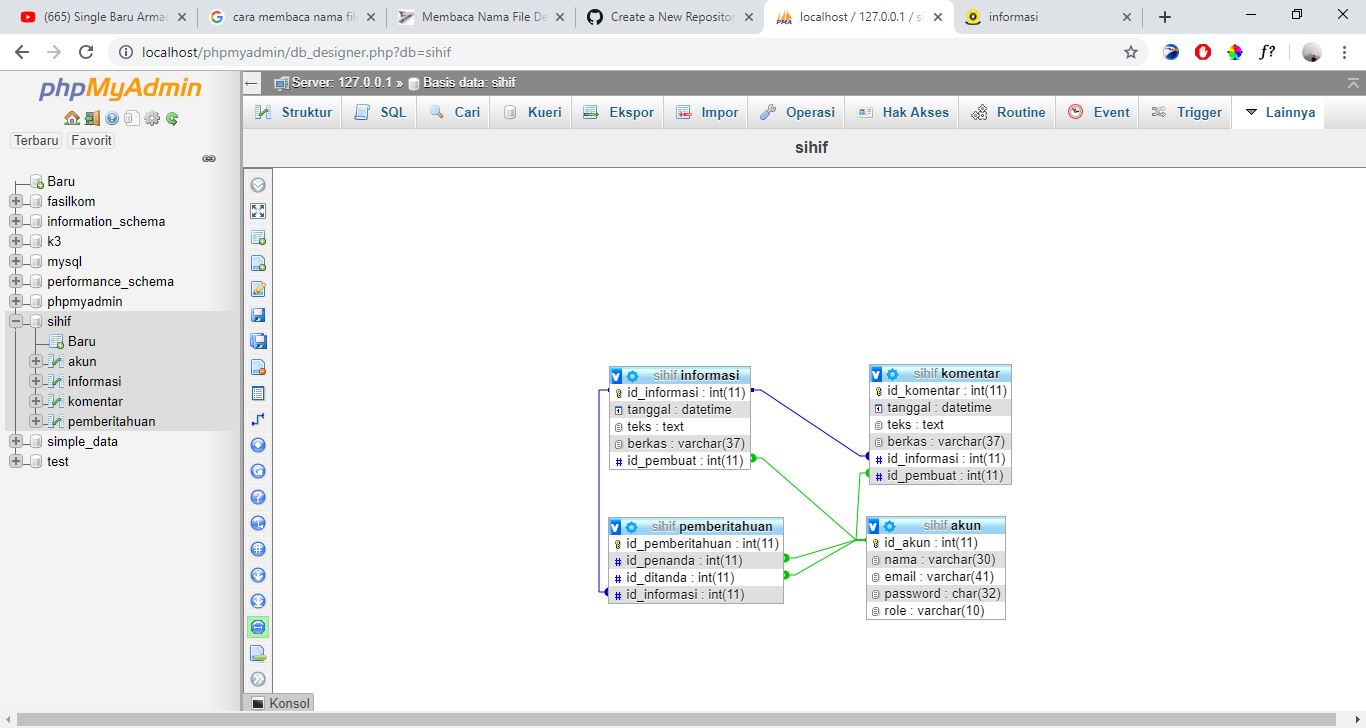 (665) Single Baru Arma
cara membaca nama fil
Membaca Nama File De
Create a New Repositor
localhost / 127.0.0.1 / s
informasi
localhost/phpmyadmin/db_designer.php?db=sihif
f?
phpMyAdmin
Terbaru
Favorit
Baru
fasilkom
information_schema
k3
mysql
performance_schema
phpmyadmin
sihif
Baru
akun
informasi
komentar
pemberitahuan
simple_data
test
Server: 127.0.0.1 » Basis data: sihif
Struktur
SQL
Cari
Kueri
Ekspor
Impor
Operasi
Hak Akses
Routine
Event
Trigger
Lainnya
sihif
sihif informasi
id_informasi : int(11)
tanggal : datetime
teks : text
berkas : varchar(37)
id_pembuat : int(11)
sihif komentar
id_komentar : int(11)
tanggal : datetime
teks : text
berkas : varchar(37)
id_informasi : int(11)
id_pembuat : int(11)
sihif pemberitahuan
id_pemberitahuan : int(11)
id_penanda : int(11)
id_ditanda : int(11)
id_informasi : int(11)
sihif akun
id_akun : int(11)
nama : varchar(30)
email : varchar(41)
password : char(32)
role : varchar(10)
Konsol